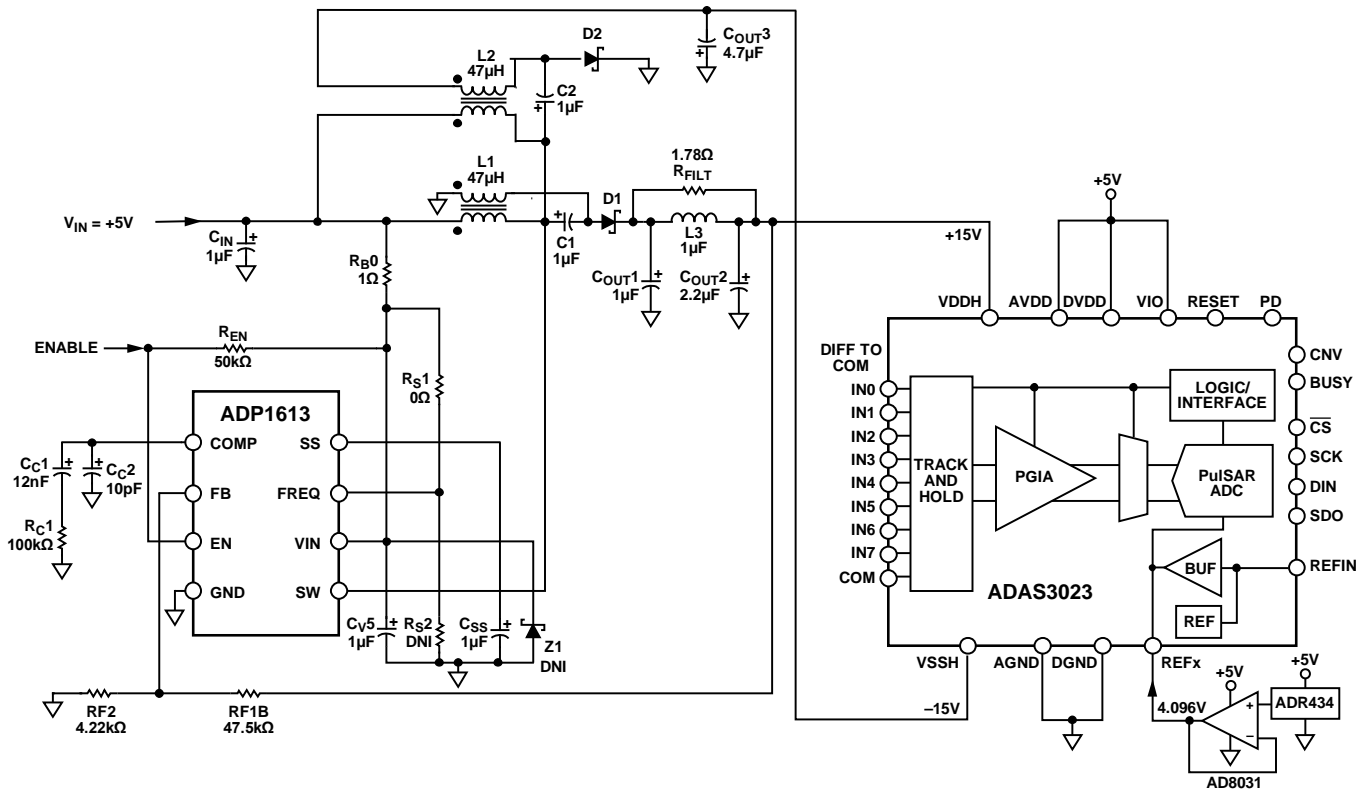 COUT3
4.7µF
D2
L2
47µH
C2
1µF
+
+
1.78Ω
RFILT
L1
47µH
D1
+5V
VIN = +5V
CIN
1µF
+
+
C1
1µF
L3
1µF
+15V
RB0
1Ω
COUT1
1µF
+
COUT2
2.2µF
+
VDDH
AVDD
DVDD
VIO
RESET
PD
ENABLE
REN
50kΩ
RS1
0Ω
DIFF TO
COM
CNV
BUSY
CS
SCK
DIN
SDO
REFIN
IN0
IN1
IN2
IN3
IN4
IN5
IN6
IN7
COM
TRACK
AND
HOLD
PGIA
LOGIC/
INTERFACE
PulSAR
ADC
BUF
REF
ADAS3023
ADP1613
COMP
FB
EN
GND
SS
FREQ
VIN
SW
CC1
12nF
+
CC2
10pF
+
RC1
100kΩ
CV5
1µF
+
RS2
DNI
CSS
1µF
+
Z1
DNI
VSSH
AGND
DGND
REFx
–15V
RF2
4.22kΩ
RF1B
47.5kΩ
4.096V
+5V
+5V
+
–
ADR434
AD8031